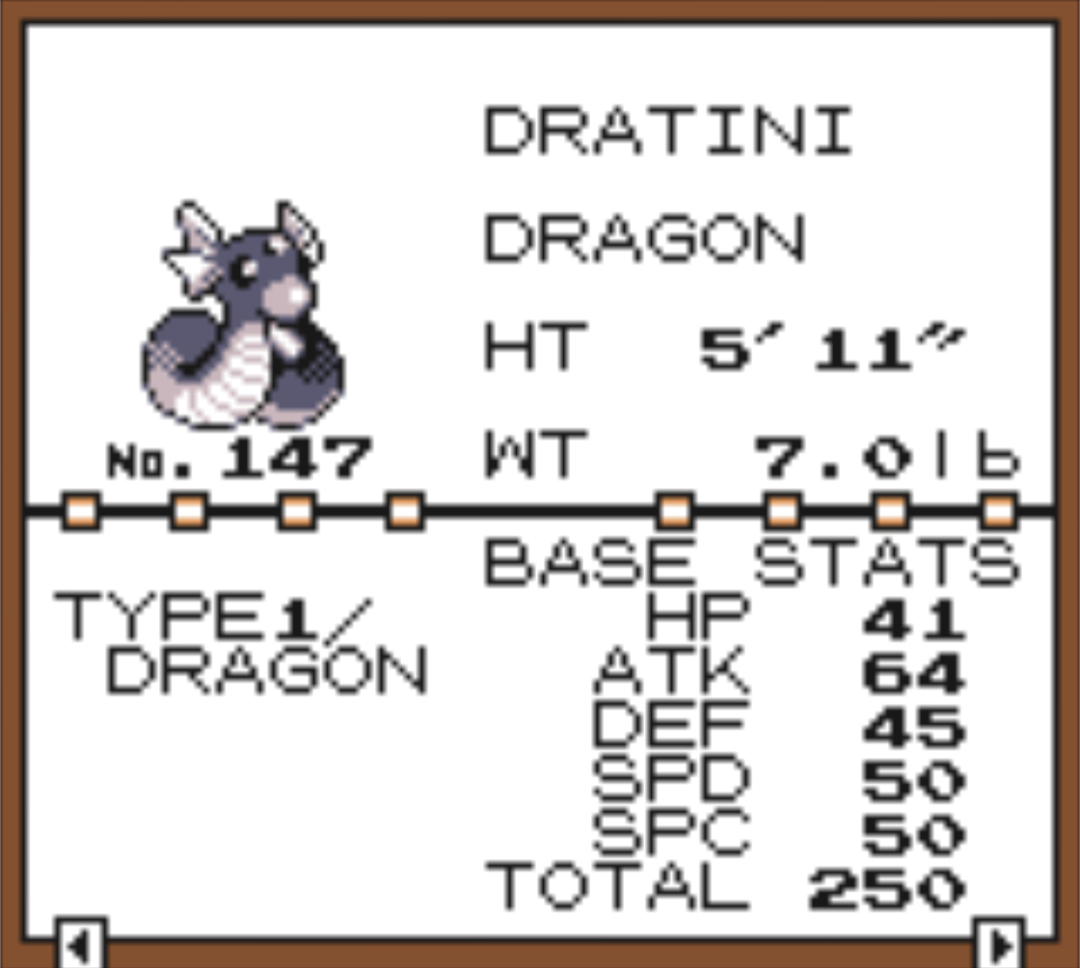 DRATINI
DRAGON
HT 5′11″
WT 7.0lb
No.147
BASE STATS
TYPE1/
DRAGON
HP 41
ATK 64
DEF 45
SPD 50
SPC 50
TOTAL 250